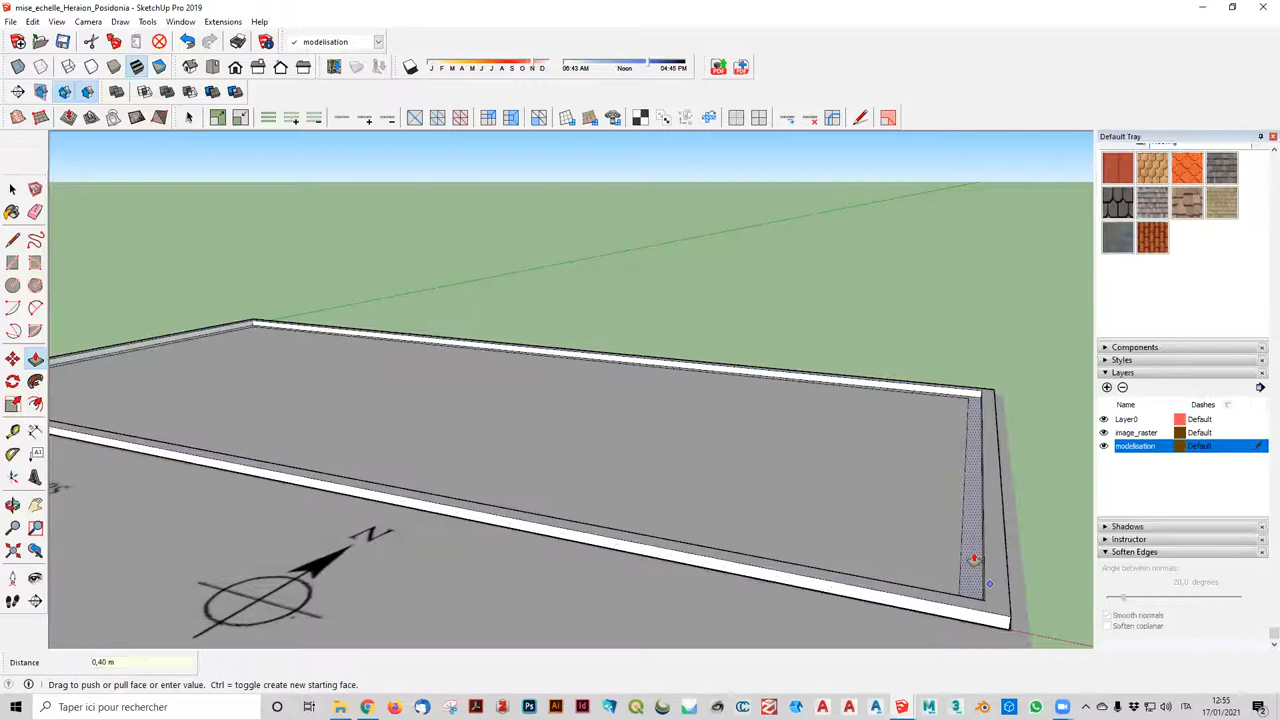 mise_echelle_Heraion_Posidonia - SketchUp Pro 2019
File Edit View Camera Draw Tools Window Extensions Help
modelisation
J F M A M J J A S O N D
08:43 AM Noon 04:45 PM
PDF PDF
Default Tray
Components
Styles
Layers
Name Dashes
Layer0 Default
image_raster Default
modelisation Default
N
Shadows
Instructor
Soften Edges
Angle between normals:
20,0 degrees
Smooth normals
Soften coplanar
Distance 0,40 m
Drag to push or pull face or enter value. Ctrl = toggle create new starting face.
Taper ici pour rechercher
ITA
12:55
17/01/2021